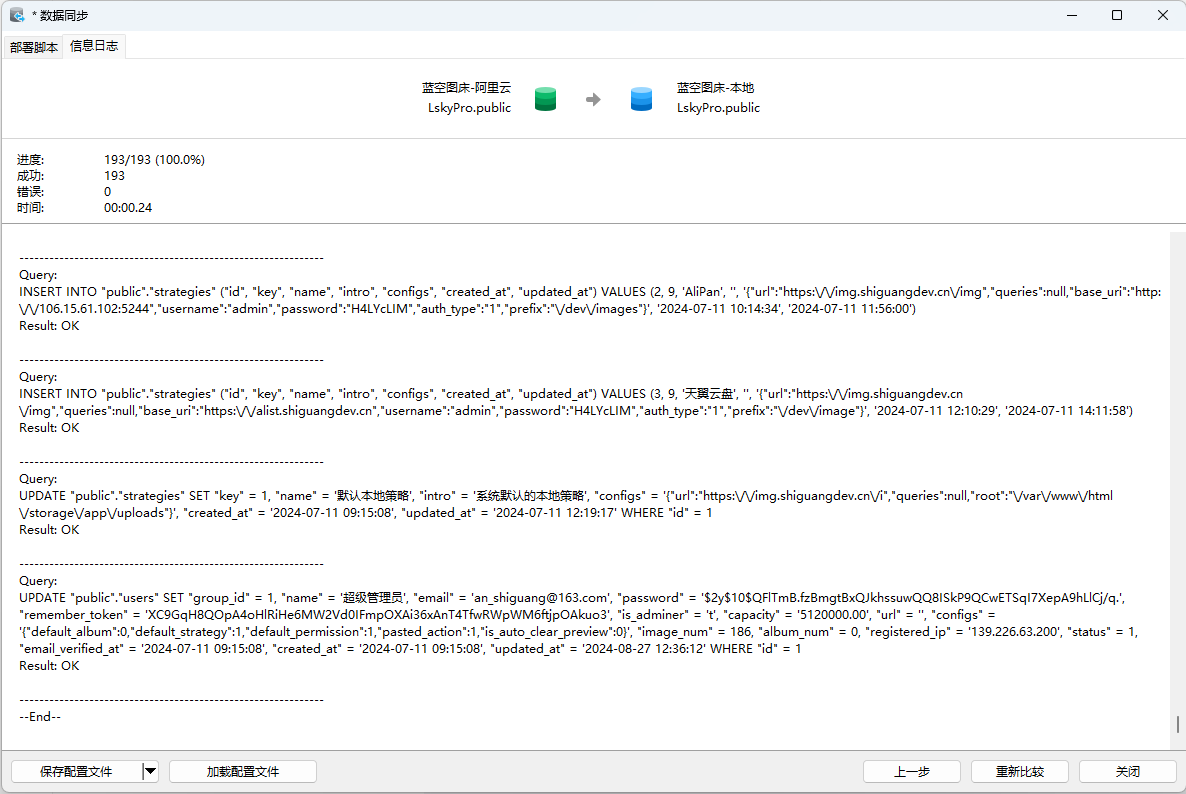 * 数据同步
部署脚本 信息日志
蓝空图床-阿里云 蓝空图床-本地
LskyPro.public LskyPro.public
进度: 193/193 (100.0%)
成功: 193
错误: 0
时间: 00:00.24
------------------------------------------------------------
Query:
INSERT INTO "public"."strategies" ("id", "key", "name", "intro", "configs", "created_at", "updated_at") VALUES (2, 9, 'AliPan', '', '{"url":"https:\/\/img.shiguangdev.cn\/img","queries":null,"base_uri":"http:
\/\/106.15.61.102:5244","username":"admin","password":"H4LYcLIM","auth_type":"1","prefix":"\/dev\/images"}', '2024-07-11 10:14:34', '2024-07-11 11:56:00')
Result: OK
------------------------------------------------------------
Query:
INSERT INTO "public"."strategies" ("id", "key", "name", "intro", "configs", "created_at", "updated_at") VALUES (3, 9, '天翼云盘', '', '{"url":"https:\/\/img.shiguangdev.cn
\/img","queries":null,"base_uri":"https:\/\/alist.shiguangdev.cn","username":"admin","password":"H4LYcLIM","auth_type":"1","prefix":"\/dev\/image"}', '2024-07-11 12:10:29', '2024-07-11 14:11:58')
Result: OK
------------------------------------------------------------
Query:
UPDATE "public"."strategies" SET "key" = 1, "name" = '默认本地策略', "intro" = '系统默认的本地策略', "configs" = '{"url":"https:\/\/img.shiguangdev.cn\/i","queries":null,"root":"\/var\/www\/html
\/storage\/app\/uploads"}', "created_at" = '2024-07-11 09:15:08', "updated_at" = '2024-07-11 12:19:17' WHERE "id" = 1
Result: OK
------------------------------------------------------------
Query:
UPDATE "public"."users" SET "group_id" = 1, "name" = '超级管理员', "email" = 'an_shiguang@163.com', "password" = '$2y$10$QFlTmB.fzBmgtBxQJkhssuwQQ8ISkP9QCwETSqI7XepA9hLlCj/q.',
"remember_token" = 'XC9GqH8QOpA4oHlRiHe6MW2Vd0IFmpOXAi36xAnT4TfwRWpWM6ftjpOAkuo3', "is_adminer" = 't', "capacity" = '5120000.00', "url" = '', "configs" =
'{"default_album":0,"default_strategy":1,"default_permission":1,"pasted_action":1,"is_auto_clear_preview":0}', "image_num" = 186, "album_num" = 0, "registered_ip" = '139.226.63.200', "status" = 1,
"email_verified_at" = '2024-07-11 09:15:08', "created_at" = '2024-07-11 09:15:08', "updated_at" = '2024-08-27 12:36:12' WHERE "id" = 1
Result: OK
------------------------------------------------------------
--End--
保存配置文件 加载配置文件 上一步 重新比较 关闭